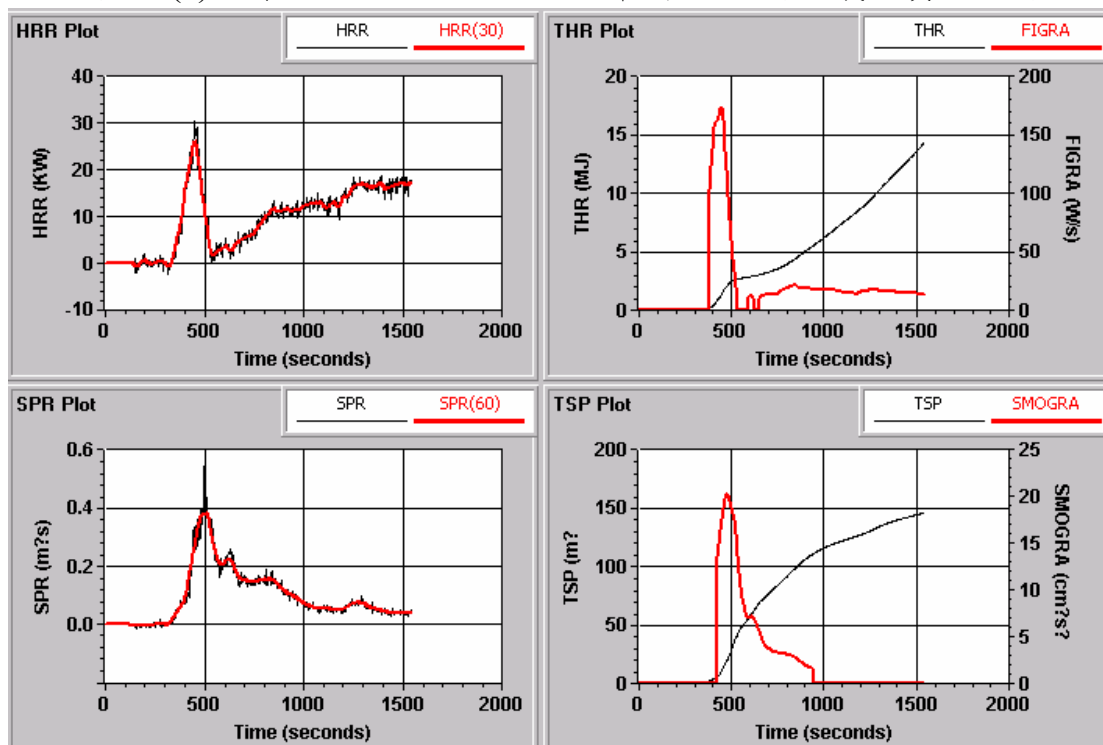 HRR Plot
HRR HRR(30)
40
30
20
10
0
-10
HRR (KW)
0 500 1000 1500 2000
Time (seconds)
THR Plot
THR FIGRA
20
15
10
5
0
THR (MJ)
200
150
100
50
0
FIGRA (W/s)
0 500 1000 1500 2000
Time (seconds)
SPR Plot
SPR SPR(60)
0.6
0.4
0.2
0.0
SPR (m?s)
0 500 1000 1500 2000
Time (seconds)
TSP Plot
TSP SMOGRA
200
150
100
50
0
TSP (m?
25
20
15
10
5
0
SMOGRA (cm?s?
0 500 1000 1500 2000
Time (seconds)